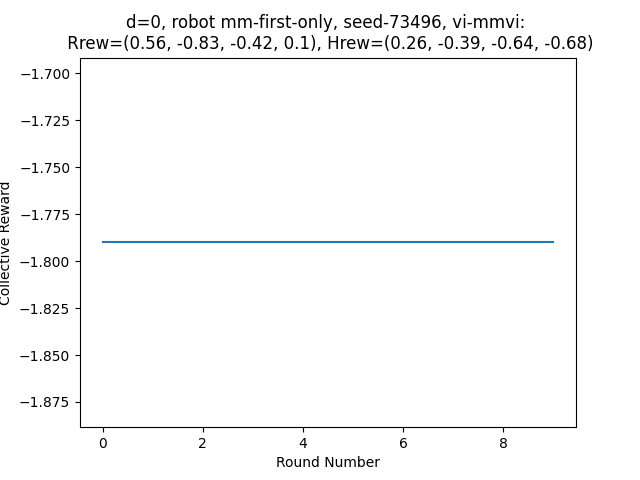 d=0, robot mm-first-only, seed-73496, vi-mmvi:
Rrew=(0.56, -0.83, -0.42, 0.1), Hrew=(0.26, -0.39, -0.64, -0.68)
−1.700
−1.725
−1.750
−1.775
−1.800
−1.825
−1.850
−1.875
Collective Reward
0 2 4 6 8
Round Number